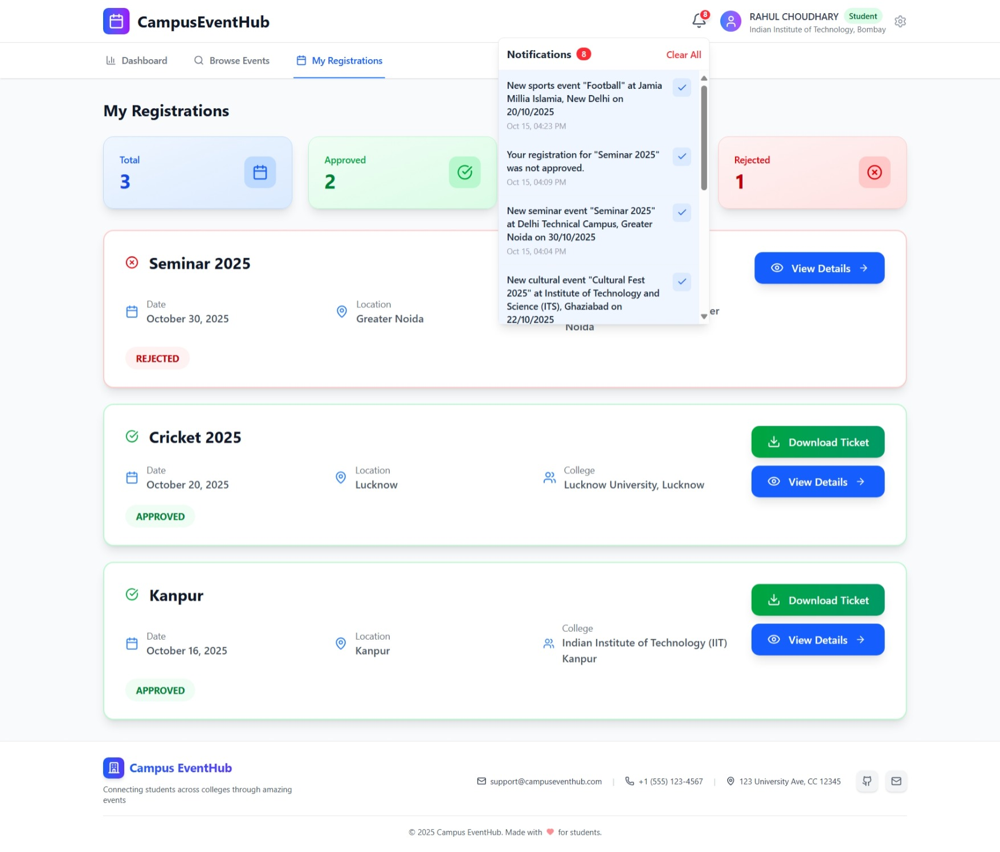 CampusEventHub
8
RAHUL CHOUDHARY Student
Indian Institute of Technology, Bombay
Dashboard
Browse Events
My Registrations
Notifications 8
Clear All
New sports event "Football" at Jamia
Millia Islamia, New Delhi on
20/10/2025
Oct 15, 04:23 PM
Your registration for "Seminar 2025"
was not approved.
Oct 15, 04:09 PM
New seminar event "Seminar 2025"
at Delhi Technical Campus, Greater
Noida on 30/10/2025
Oct 15, 04:04 PM
New cultural event "Cultural Fest
2025" at Institute of Technology and
Science (ITS), Ghaziabad on
22/10/2025
My Registrations
Total
3
Approved
2
Rejected
1
Seminar 2025
View Details
Date
October 30, 2025
Location
Greater Noida
er
Noida
REJECTED
Cricket 2025
Download Ticket
View Details
Date
October 20, 2025
Location
Lucknow
College
Lucknow University, Lucknow
APPROVED
Kanpur
Download Ticket
View Details
Date
October 16, 2025
Location
Kanpur
College
Indian Institute of Technology (IIT)
Kanpur
APPROVED
Campus EventHub
Connecting students across colleges through amazing
events
support@campuseventhub.com | +1 (555) 123-4567 | 123 University Ave, CC 12345
© 2025 Campus EventHub. Made with ❤ for students.